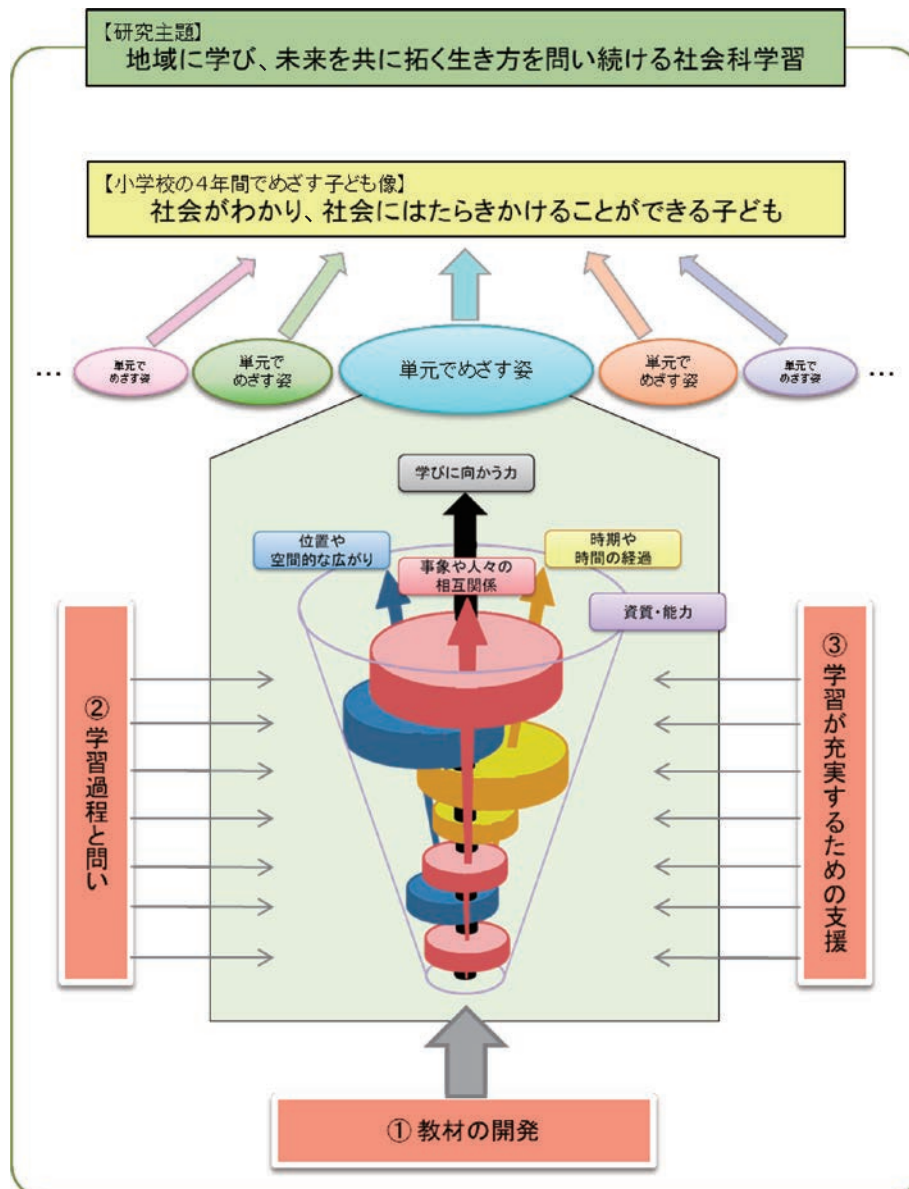 【研究主題】
地域に学び、未来を共に拓く生き方を問い続ける社会科学習
【小学校の4年間でめざす子ども像】
社会がわかり、社会にはたらきかけることができる子ども
…
単元で
めざす姿
単元で
めざす姿
単元でめざす姿
単元で
めざす姿
単元で
めざす姿
…
学びに向かう力
位置や
空間的な広がり
事象や人々の
相互関係
時期や
時間の経過
資質・能力
②学習過程と問い
③学習が充実するための支援
①教材の開発